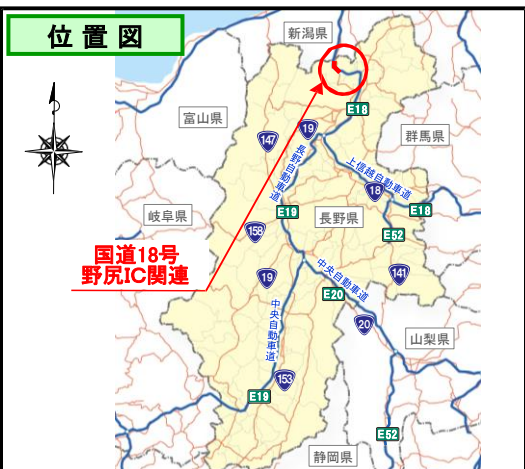 位置図
新潟県
富山県
147
19
E18
群馬県
長野自動車道
上信越自動車道
18
E18
岐阜県
E19
長野県
E52
158
国道18号
野尻IC関連
中央自動車道
19
141
E20
中央自動車道
20
山梨県
153
E19
E52
静岡県